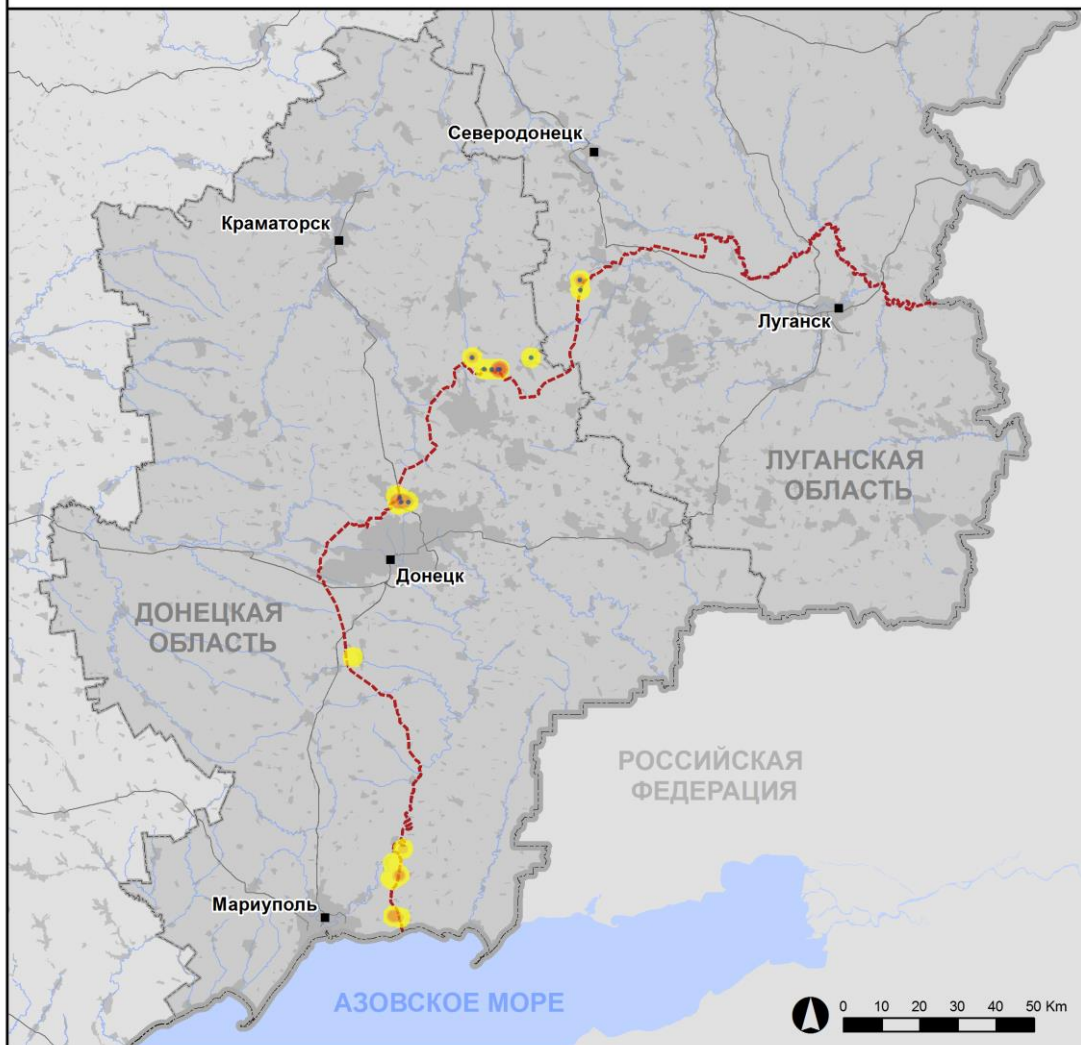 Северодонецк
Краматорск
Луганск
ЛУГАНСКАЯ
ОБЛАСТЬ
Донецк
ДОНЕЦКАЯ
ОБЛАСТЬ
РОССИЙСКАЯ
ФЕДЕРАЦИЯ
Мариуполь
АЗОВСКОЕ МОРЕ
0 10 20 30 40 50 Km